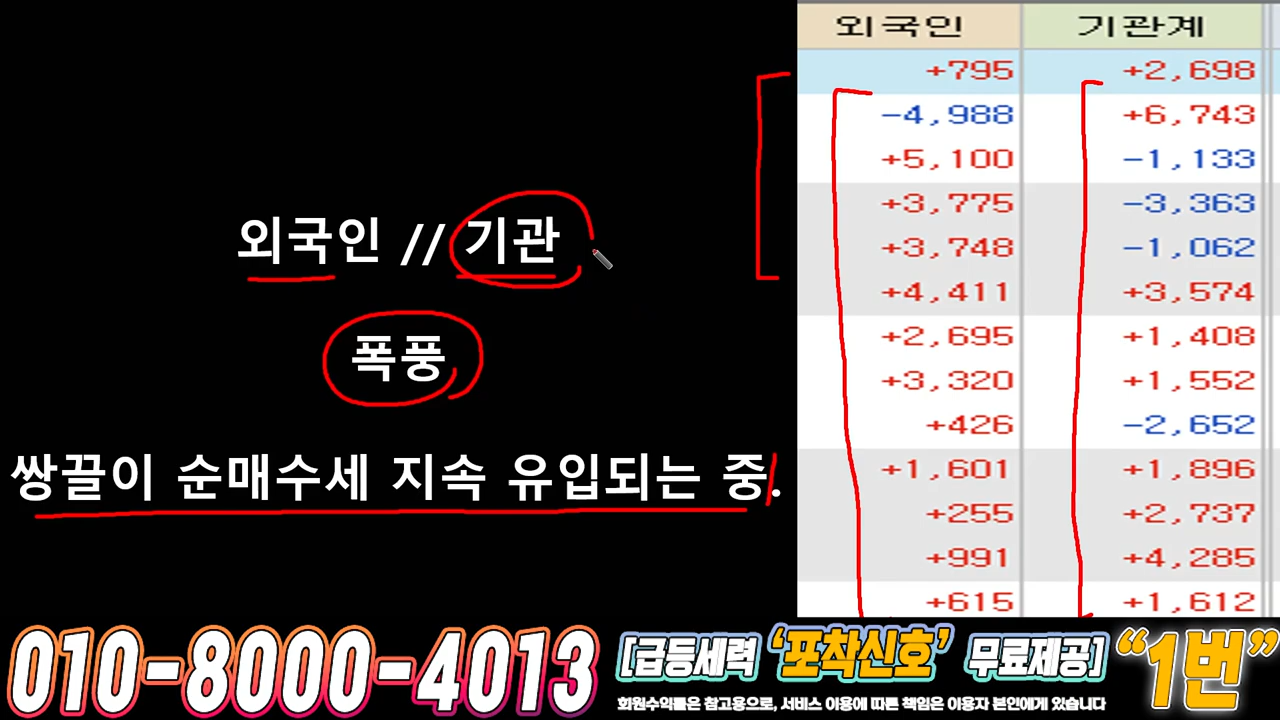 외국인 // 기관
폭풍
쌍끌이 순매수세 지속 유입되는 중.
외국인 기관계
+795 +2,698
-4,988 +6,743
+5,100 -1,133
+3,775 -3,363
+3,748 -1,062
+4,411 +3,574
+2,695 +1,408
+3,320 +1,552
+426 -2,652
+1,601 +1,896
+255 +2,737
+991 +4,285
+615 +1,612
010-8000-4013
[급등세력 '포착신호' 무료제공] "1번"
회원수익률은 참고용으로, 서비스 이용에 따른 책임은 이용자 본인에게 있습니다